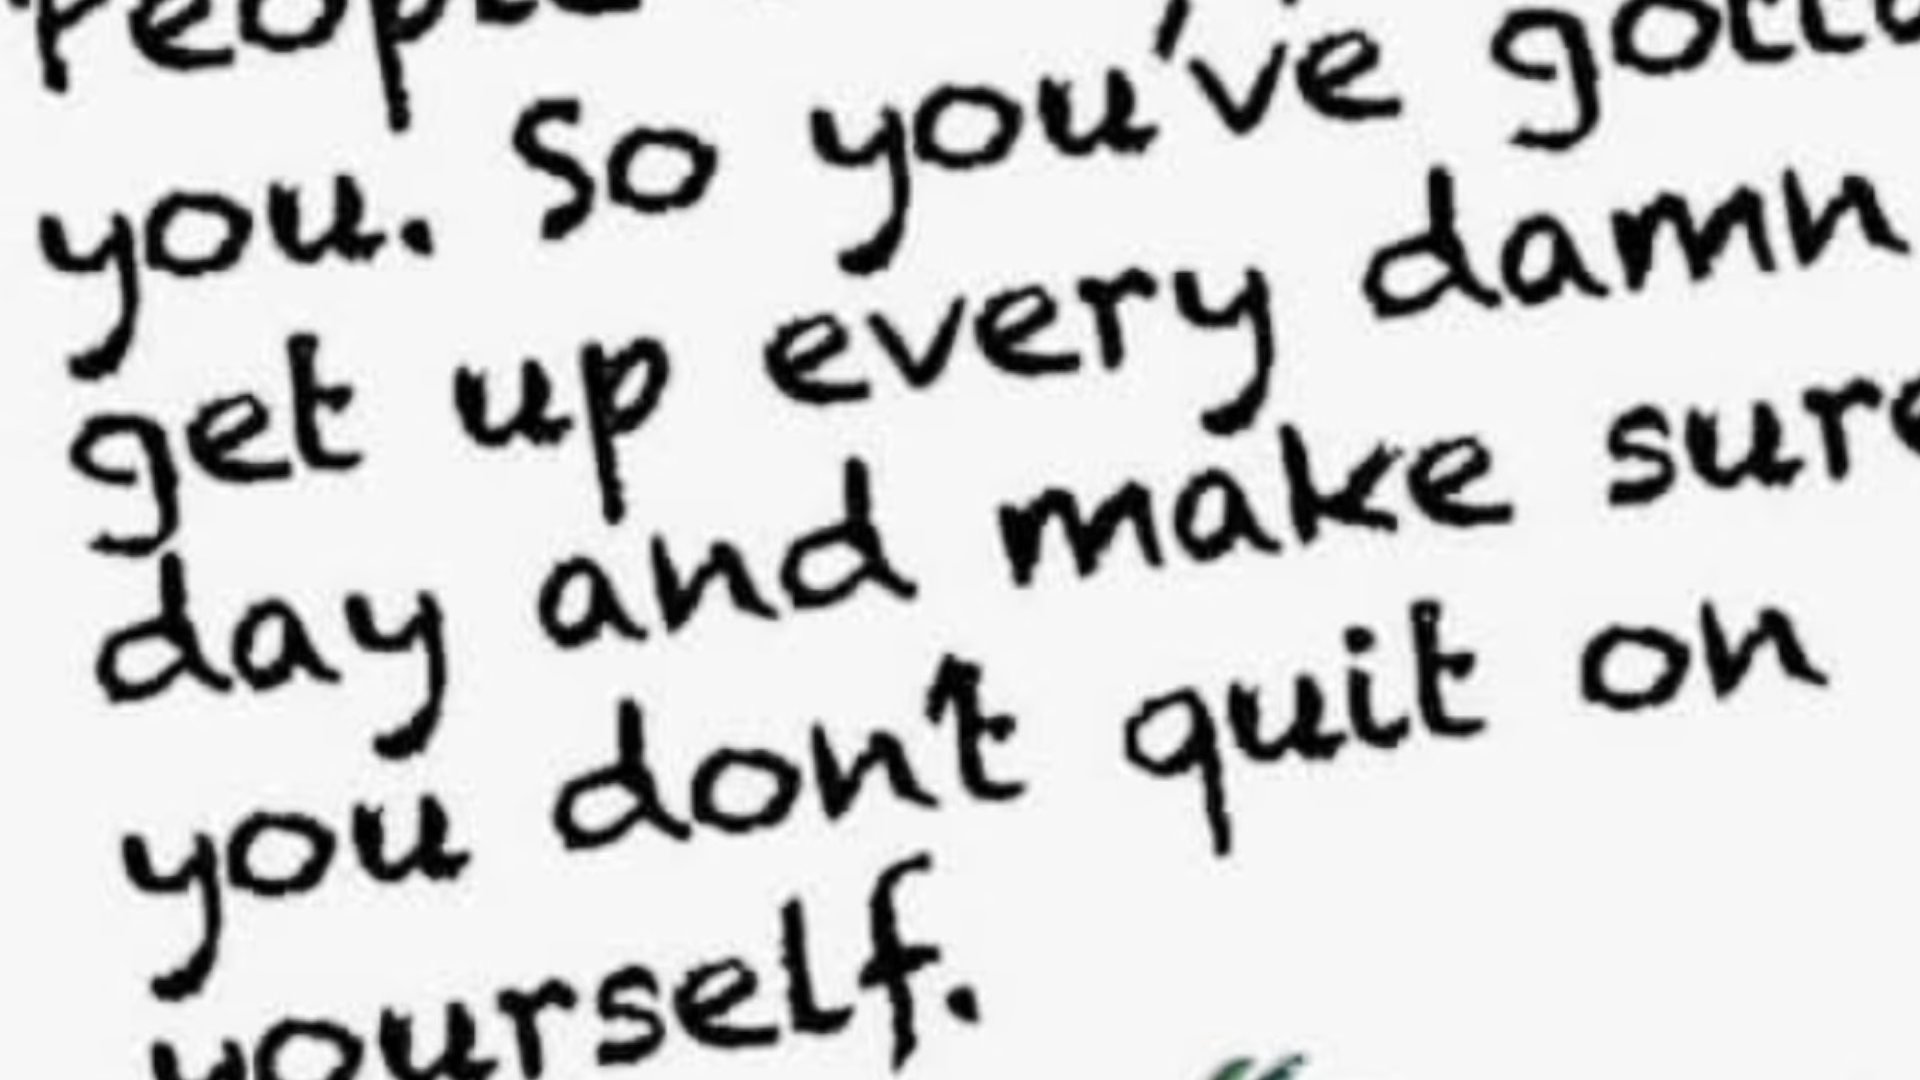 People
you. So you've gotta
get up every damn
day and make sure
you don't quit on
yourself.